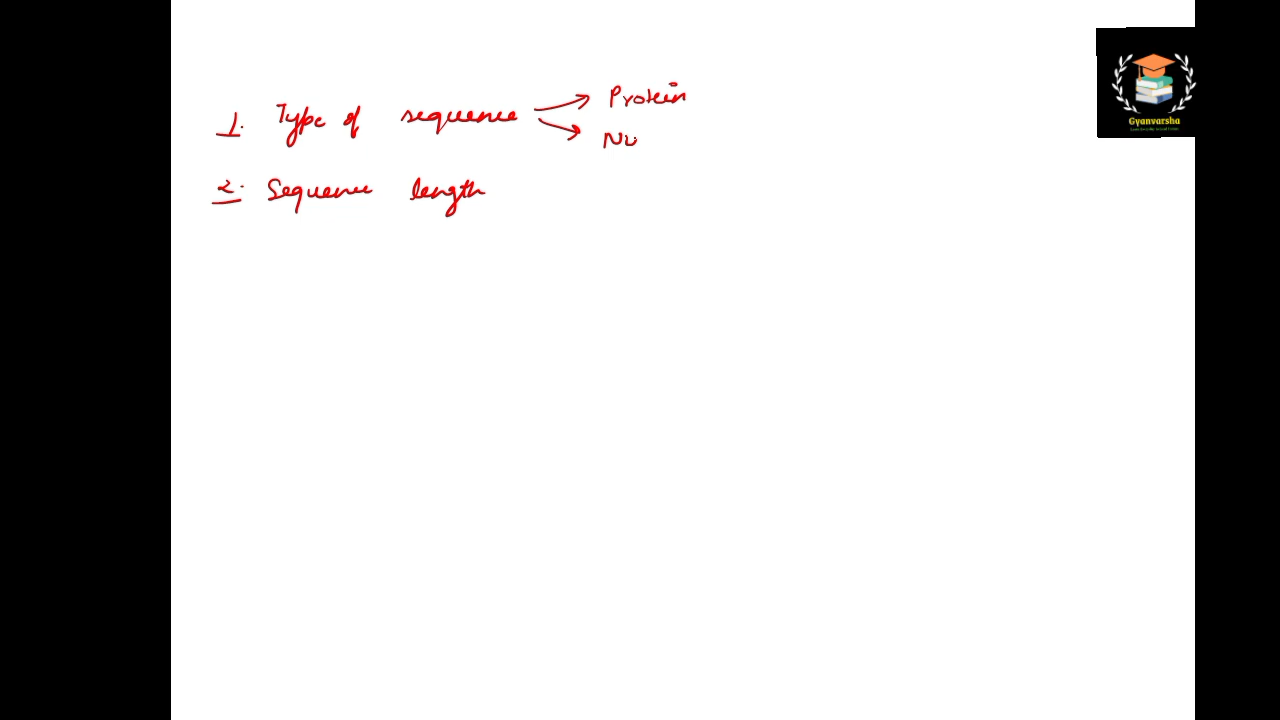 1. Type of sequence → Protein
→ Nu
2. Sequence length
Gyanvarsha